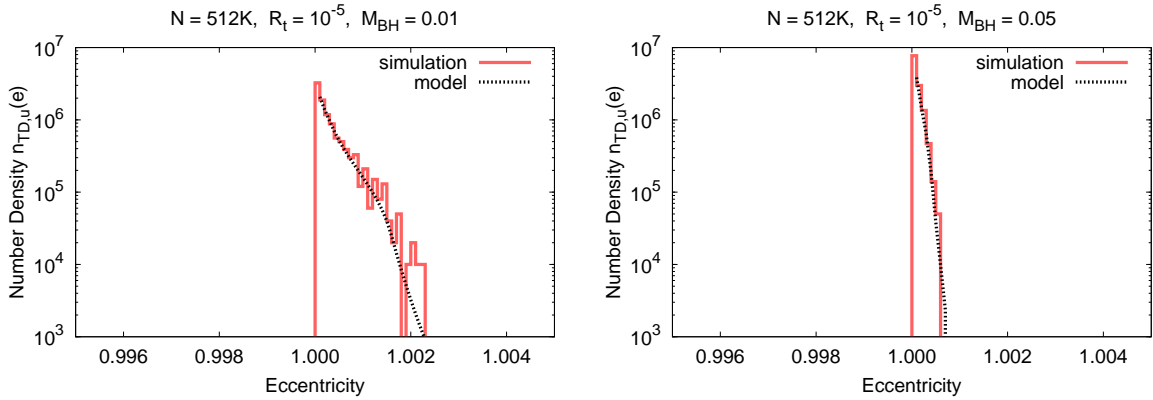 N = 512K, R_t = 10^-5, M_BH = 0.01
10^7
10^6
10^5
10^4
10^3
Number Density n_TD,u(e)
simulation
model
0.996 0.998 1.000 1.002 1.004
Eccentricity
N = 512K, R_t = 10^-5, M_BH = 0.05
10^7
10^6
10^5
10^4
10^3
Number Density n_TD,u(e)
simulation
model
0.996 0.998 1.000 1.002 1.004
Eccentricity